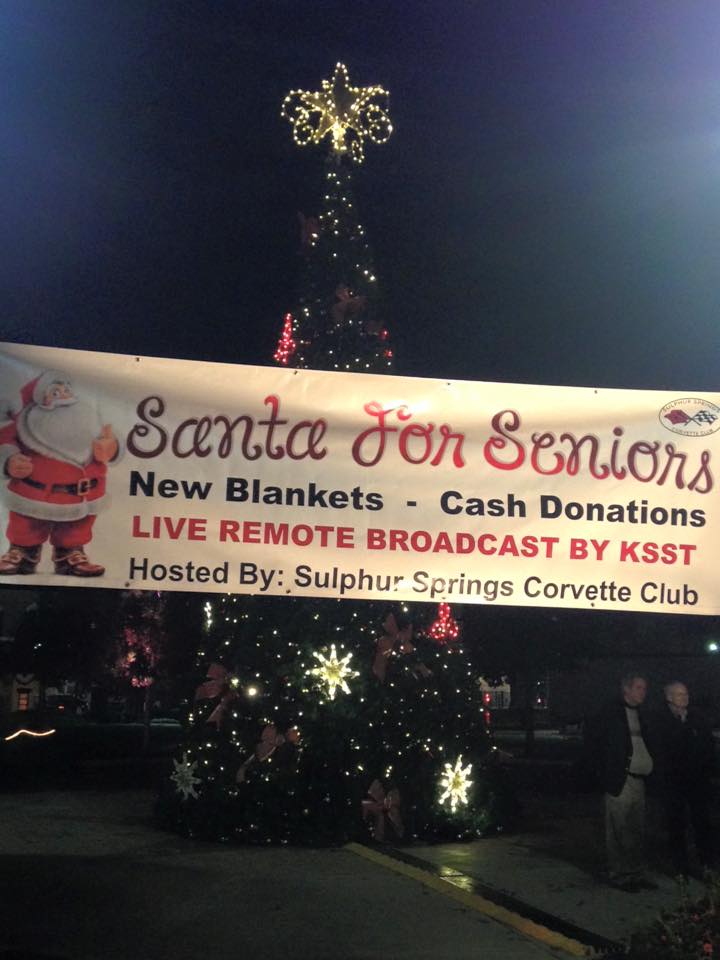 Santa For Seniors
SULPHUR SPRINGS
CORVETTE CLUB
New Blankets - Cash Donations
LIVE REMOTE BROADCAST BY KSST
Hosted By: Sulphur Springs Corvette Club